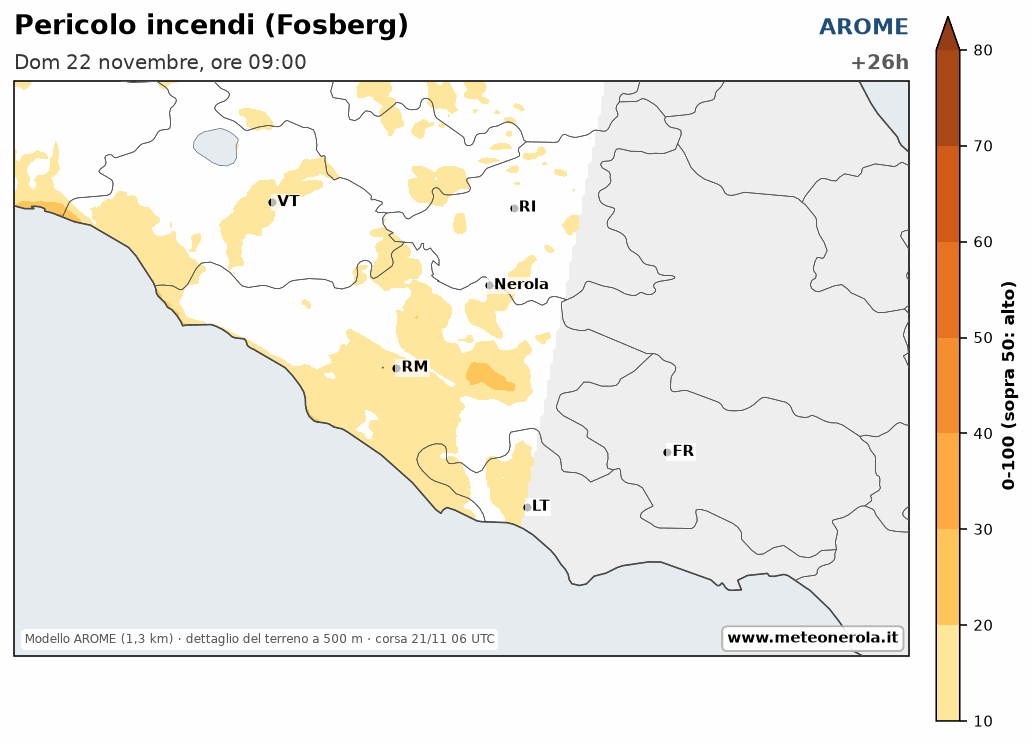 Pericolo incendi (Fosberg)
AROME
Dom 22 novembre, ore 09:00
+26h
VT
RI
Nerola
RM
FR
LT
Modello AROME (1,3 km) · dettaglio del terreno a 500 m · corsa 21/11 06 UTC
www.meteonerola.it
80
70
60
50
40
30
20
10
0-100 (sopra 50: alto)